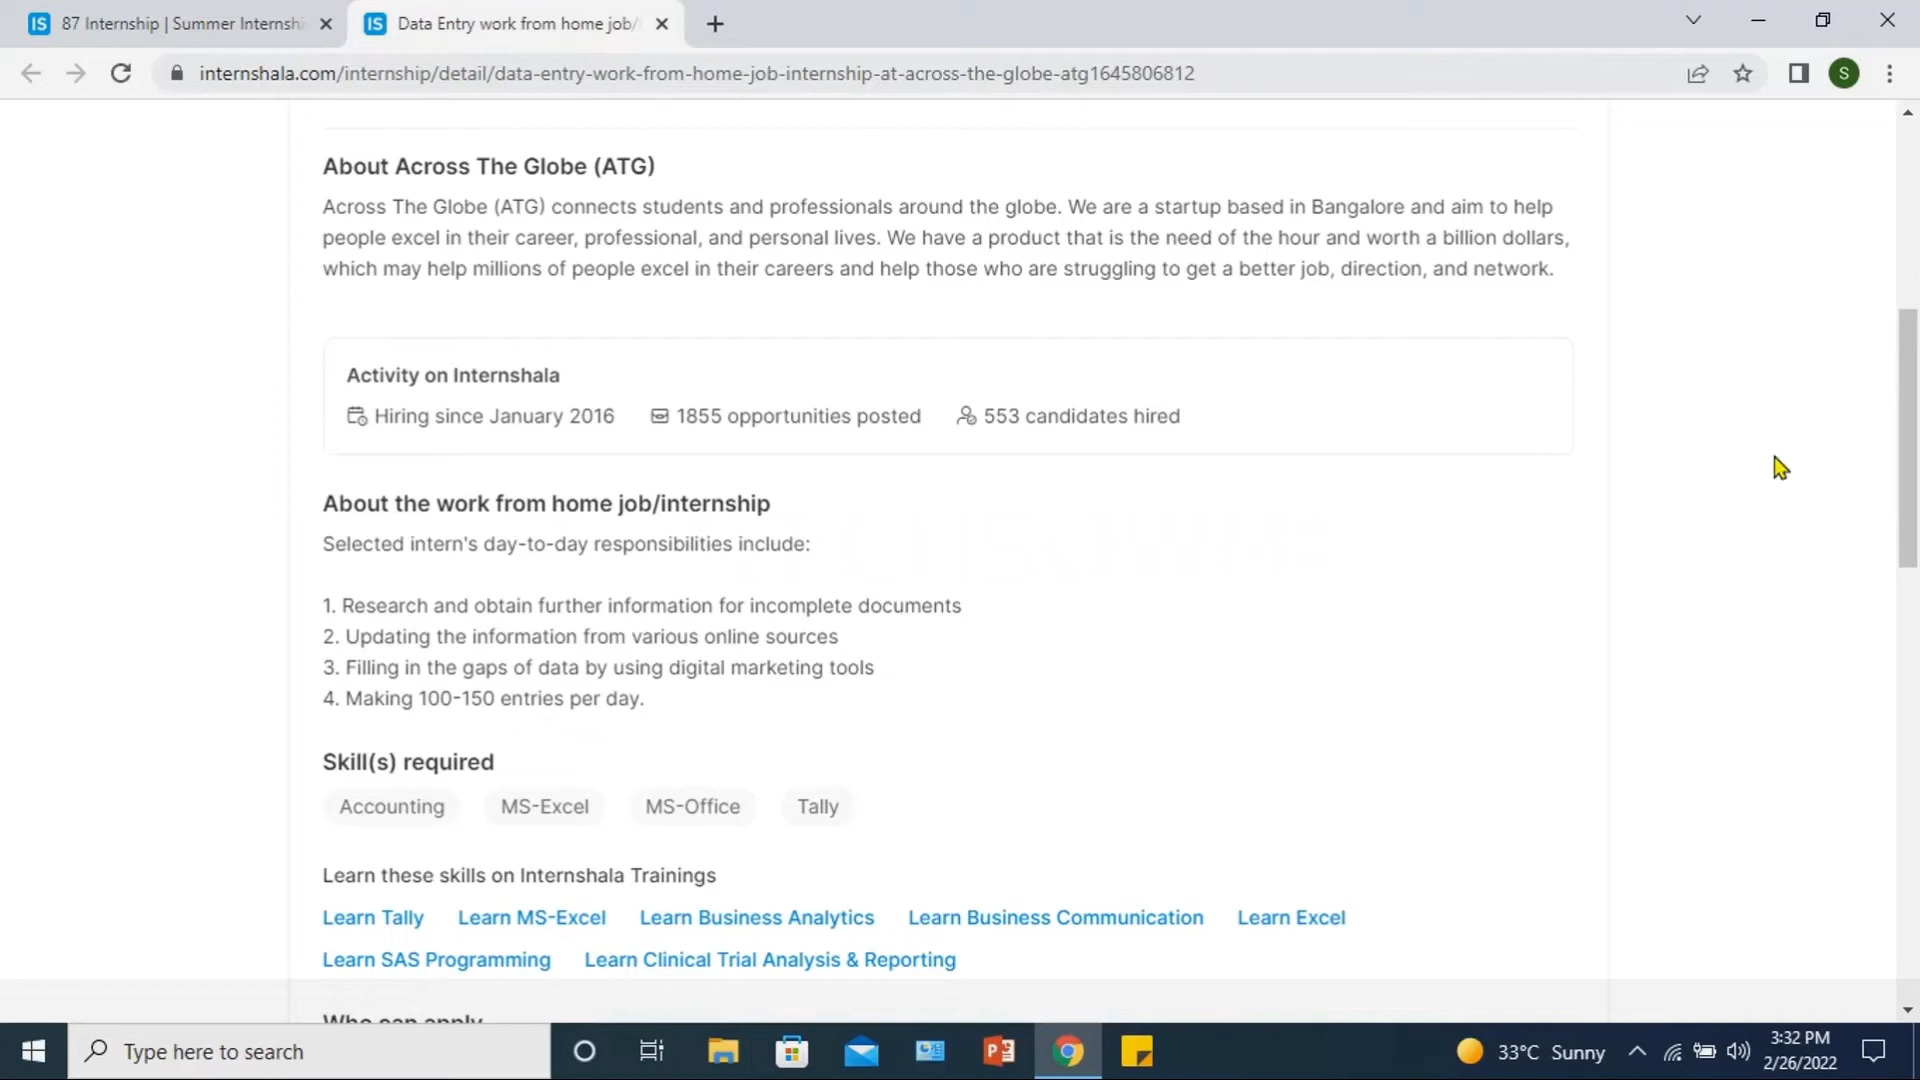 IS 87 Internship | Summer Internshi
IS Data Entry work from home job/
internshala.com/internship/detail/data-entry-work-from-home-job-internship-at-across-the-globe-atg1645806812
S
About Across The Globe (ATG)
Across The Globe (ATG) connects students and professionals around the globe. We are a startup based in Bangalore and aim to help
people excel in their career, professional, and personal lives. We have a product that is the need of the hour and worth a billion dollars,
which may help millions of people excel in their careers and help those who are struggling to get a better job, direction, and network.
Activity on Internshala
Hiring since January 2016 1855 opportunities posted 553 candidates hired
About the work from home job/internship
Selected intern's day-to-day responsibilities include:
1. Research and obtain further information for incomplete documents
2. Updating the information from various online sources
3. Filling in the gaps of data by using digital marketing tools
4. Making 100-150 entries per day.
Skill(s) required
Accounting MS-Excel MS-Office Tally
Learn these skills on Internshala Trainings
Learn Tally Learn MS-Excel Learn Business Analytics Learn Business Communication Learn Excel
Learn SAS Programming Learn Clinical Trial Analysis & Reporting
Who can apply
Type here to search
33°C Sunny
3:32 PM
2/26/2022